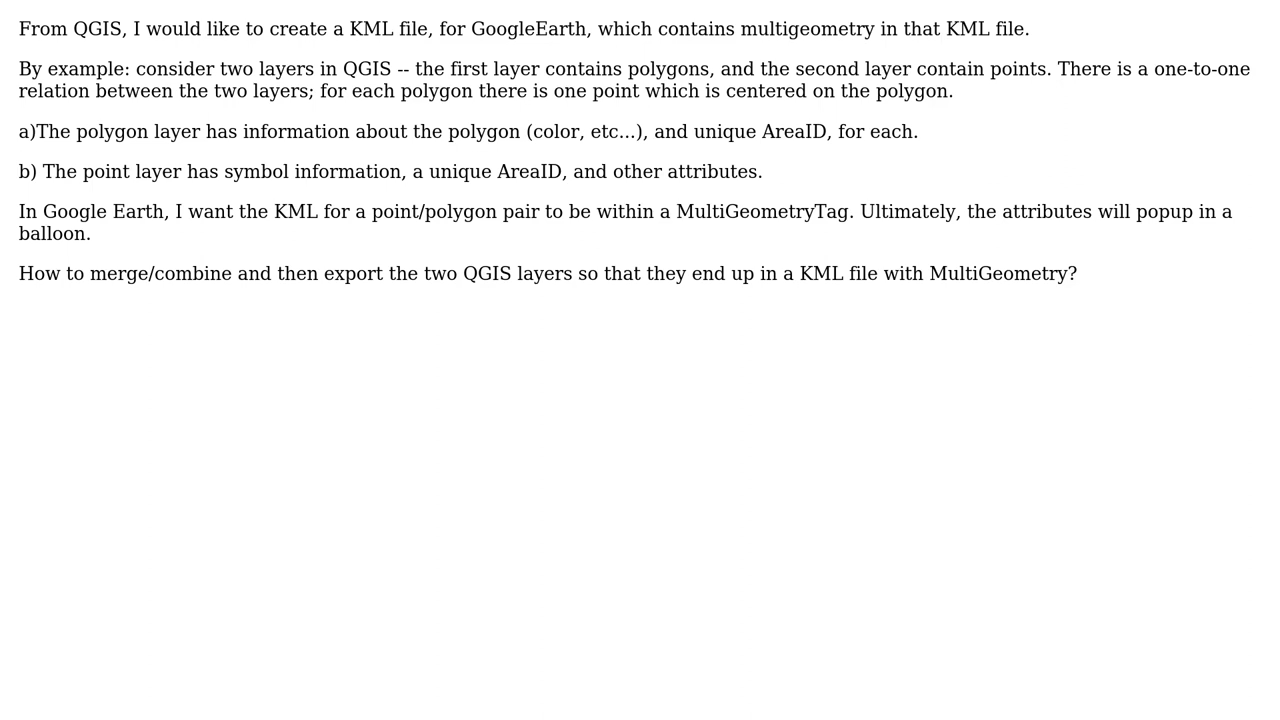 From QGIS, I would like to create a KML file, for GoogleEarth, which contains multigeometry in that KML file.
By example: consider two layers in QGIS -- the first layer contains polygons, and the second layer contain points. There is a one-to-one
relation between the two layers; for each polygon there is one point which is centered on the polygon.
a)The polygon layer has information about the polygon (color, etc...), and unique AreaID, for each.
b) The point layer has symbol information, a unique AreaID, and other attributes.
In Google Earth, I want the KML for a point/polygon pair to be within a MultiGeometryTag. Ultimately, the attributes will popup in a
balloon.
How to merge/combine and then export the two QGIS layers so that they end up in a KML file with MultiGeometry?